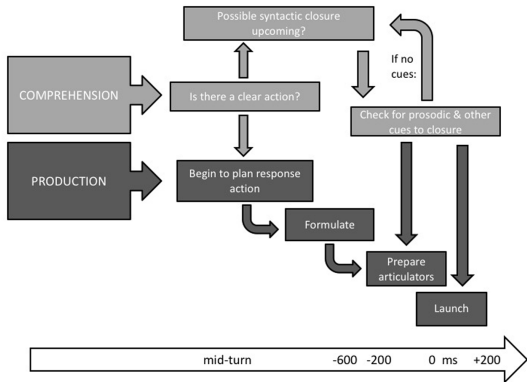 Possible syntactic closure
upcoming?
If no
cues:
COMPREHENSION
Is there a clear action?
Check for prosodic & other
cues to closure
PRODUCTION
Begin to plan response
action
Formulate
Prepare
articulators
Launch
mid-turn -600 -200 0 ms +200